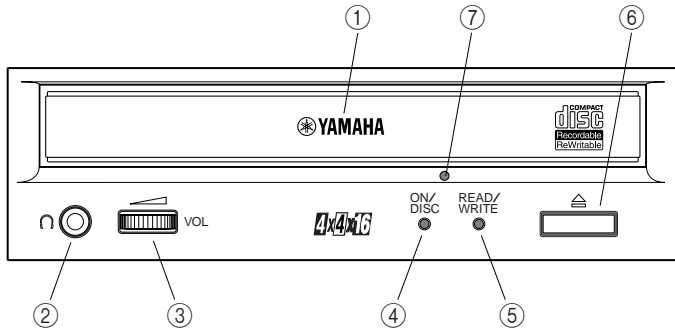 ① ⑦ ⑥
YAMAHA
COMPACT
disc
Recordable
ReWritable
ON/ READ/
DISC WRITE
VOL
4x4x16
② ③ ④ ⑤